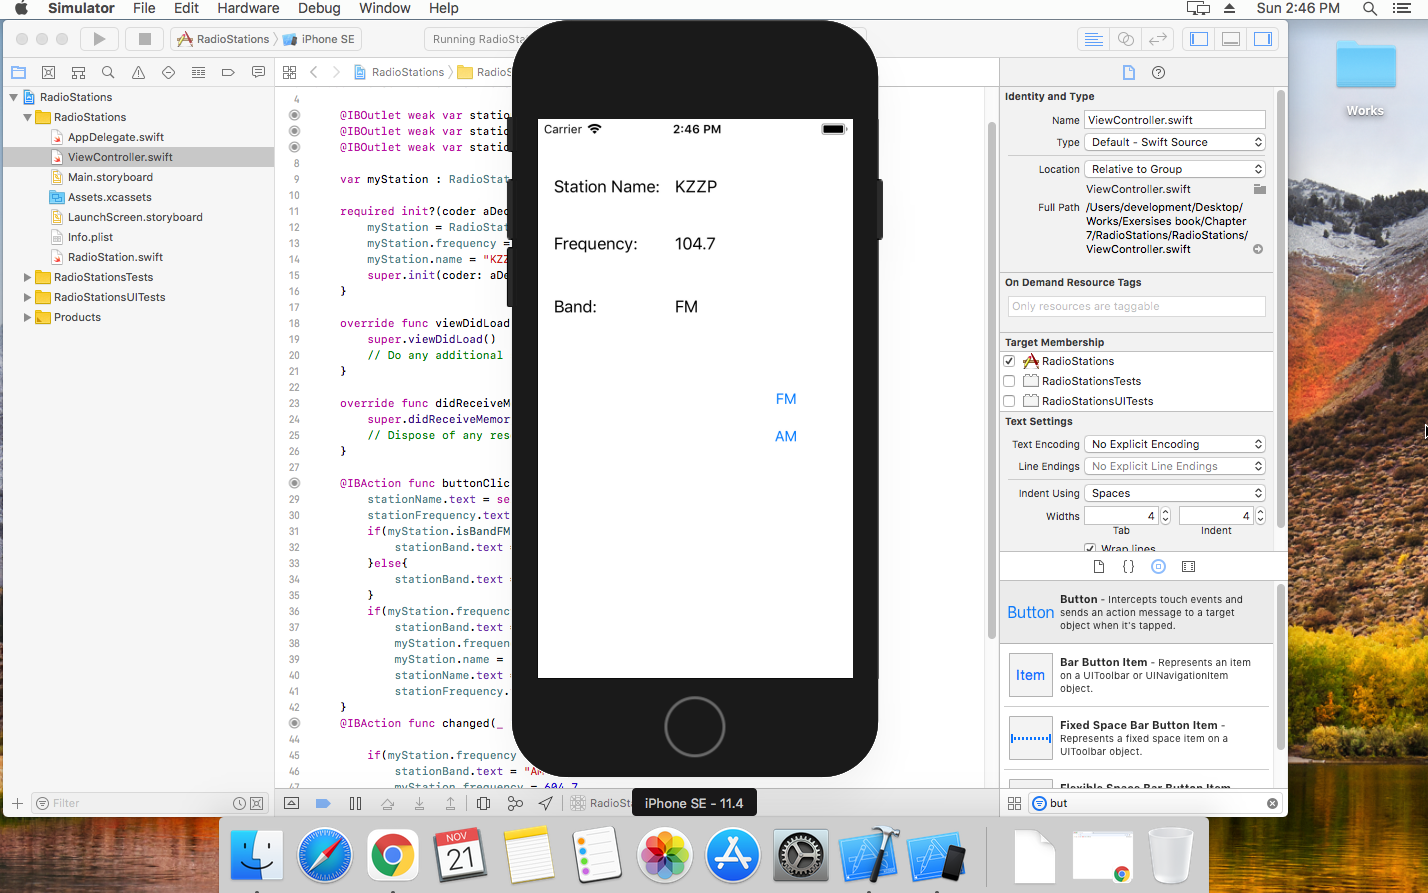 Simulator File Edit Hardware Debug Window Help Sun 2:46 PM
RadioStations iPhone SE Running
RadioStations
RadioStations
AppDelegate.swift
ViewController.swift
Main.storyboard
Assets.xcassets
LaunchScreen.storyboard
Info.plist
RadioStation.swift
RadioStationsTests
RadioStationsUITests
Products
Filter
RadioStations
4
@IBOutlet weak var statio
@IBOutlet weak var stati
@IBOutlet weak var stati
8
9 var myStation : RadioStat
10
11 required init?(coder aDec
12 myStation = RadioStat
13 myStation.frequency =
14 myStation.name = "KZZ
15 super.init(coder: aDe
16 }
17
18 override func viewDidLoad
19 super.viewDidLoad()
20 // Do any additional
21 }
22
23 override func didReceiveM
24 super.didReceiveMemor
25 // Dispose of any res
26 }
27
@IBAction func buttonClic
29 stationName.text = se
30 stationFrequency.text
31 if(myStation.isBandFM
32 stationBand.text =
33 }else{
34 stationBand.text =
35 }
36 if(myStation.frequenc
37 stationBand.text =
38 myStation.frequen
39 myStation.name =
40 stationName.text =
41 stationFrequency.
42 }
@IBAction func changed(_
44
45 if(myStation.frequency
46 stationBand.text = "AM
47 myStation.frequency = 604.7
Carrier 2:46 PM
Station Name: KZZP
Frequency: 104.7
Band: FM
FM
AM
iPhone SE - 11.4
Identity and Type
Name ViewController.swift
Type Default - Swift Source
Location Relative to Group
ViewController.swift
Full Path /Users/development/Desktop/
Works/Exersises book/Chapter
7/RadioStations/RadioStations/
ViewController.swift
On Demand Resource Tags
Only resources are taggable
Target Membership
RadioStations
RadioStationsTests
RadioStationsUITests
Text Settings
Text Encoding No Explicit Encoding
Line Endings No Explicit Line Endings
Indent Using Spaces
Widths 4 4
Tab Indent
Wrap lines
{}
Button Button - Intercepts touch events and
sends an action message to a target
object when it's tapped.
Item Bar Button Item - Represents an item
on a UIToolbar or UINavigationItem
object.
Fixed Space Bar Button Item -
Represents a fixed space item on a
UIToolbar object.
Flexible Space Bar Button Item
but
Works
NOV
21